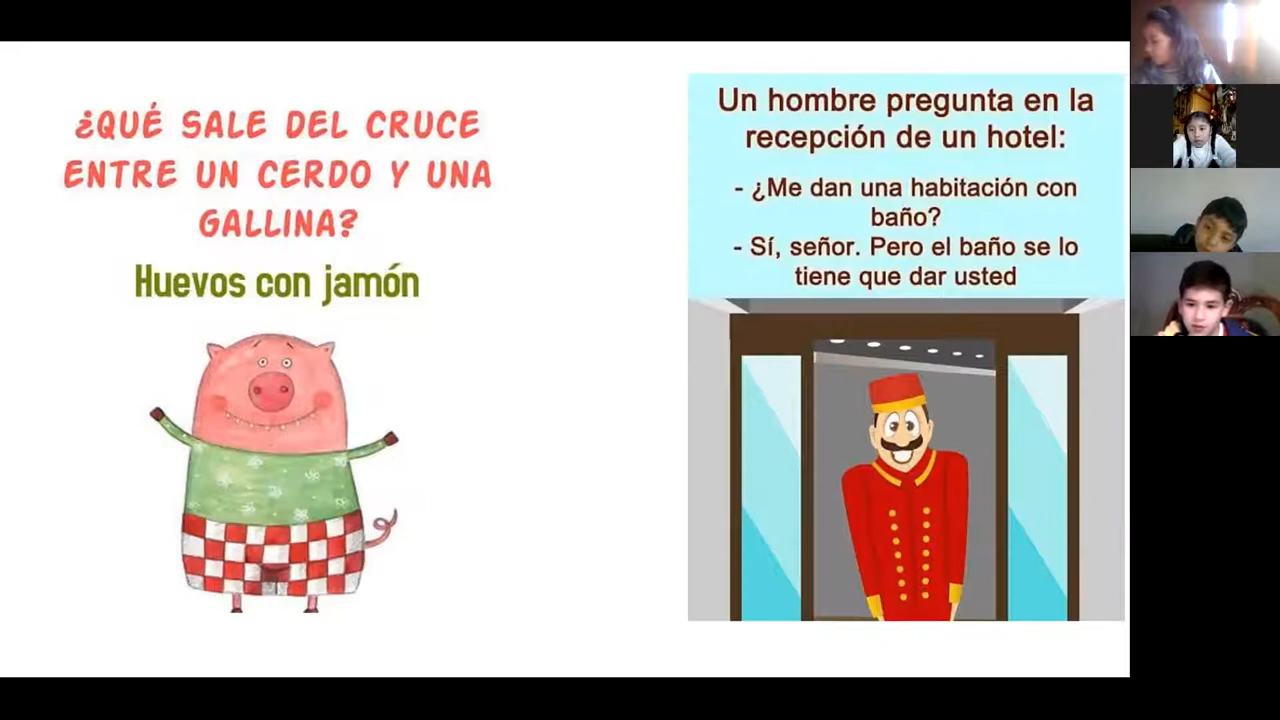 ¿QUÉ SALE DEL CRUCE
ENTRE UN CERDO Y UNA
GALLINA?
Huevos con jamón
Un hombre pregunta en la
recepción de un hotel:
- ¿Me dan una habitación con
baño?
- Sí, señor. Pero el baño se lo
tiene que dar usted